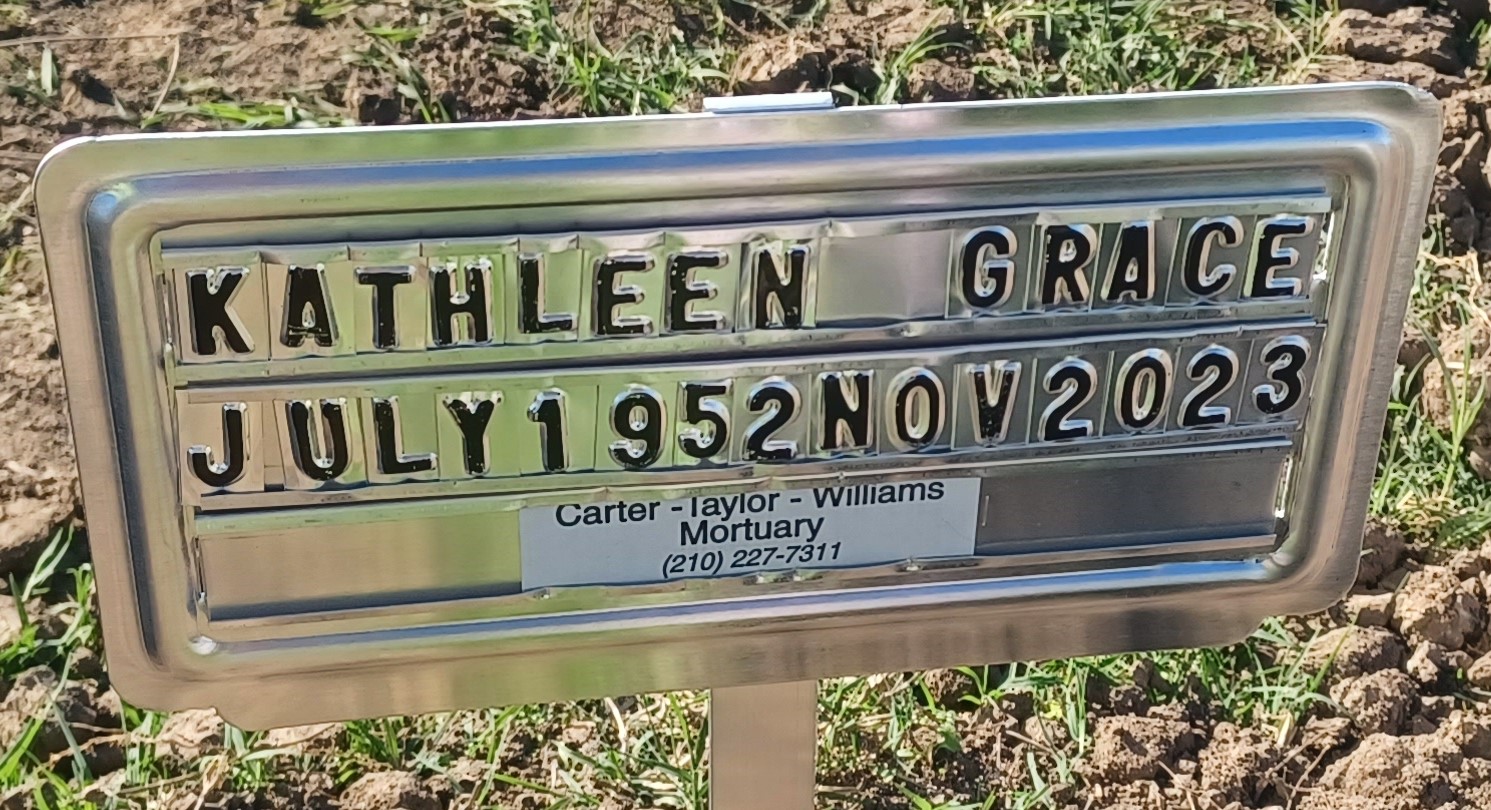 KATHLEEN GRACE
JULY1952NOV2023
Carter -Taylor - Williams
Mortuary
(210) 227-7311